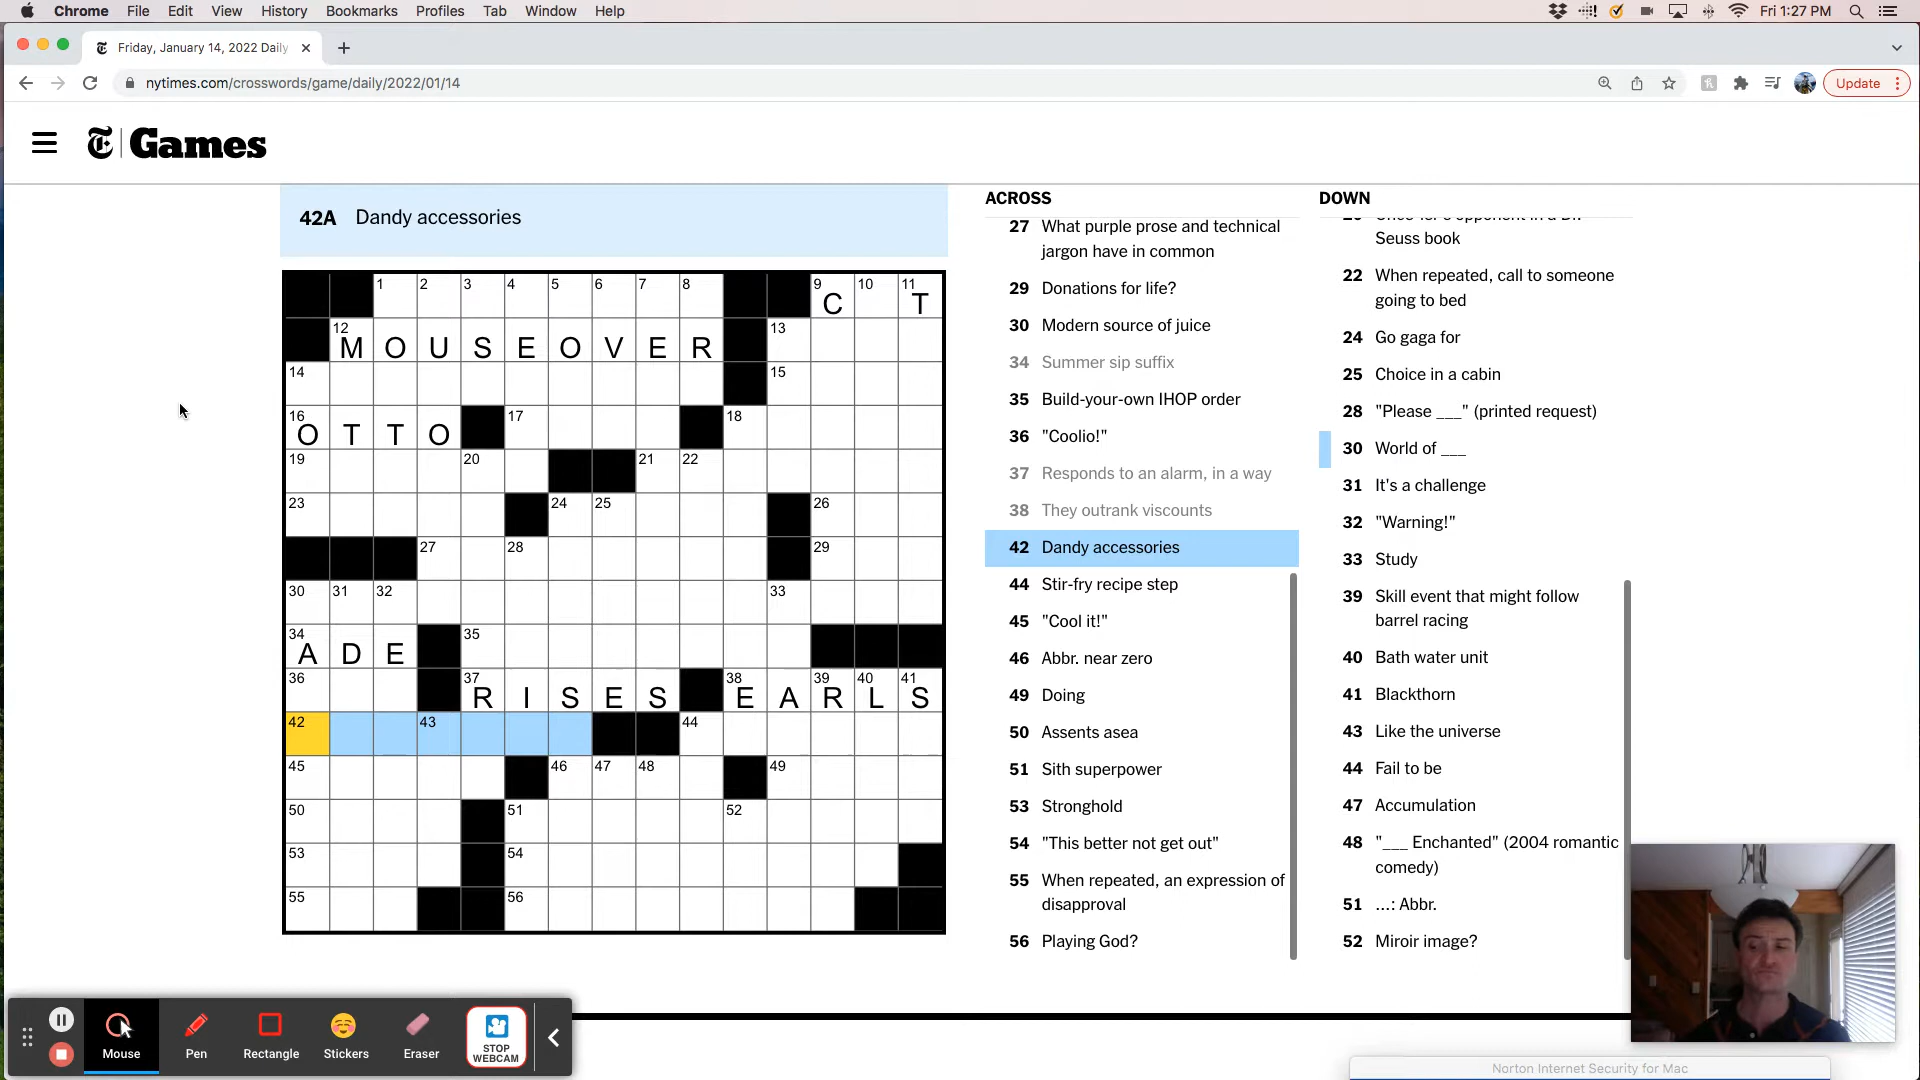 Chrome File Edit View History Bookmarks Profiles Tab Window Help
Fri 1:27 PM
Friday, January 14, 2022 Daily
nytimes.com/crosswords/game/daily/2022/01/14
Update
T Games
42A Dandy accessories
1 2 3 4 5 6 7 8 9 C 10 11 T
12 M O U S E O V E R 13
14 15
16 O T T O 17 18
19 20 21 22
23 24 25 26
27 28 29
30 31 32 33
34 A D E 35
36 37 R I S E S 38 E A 39 R 40 L 41 S
42 43 44
45 46 47 48 49
50 51 52
53 54
55 56
ACROSS
27 What purple prose and technical
jargon have in common
29 Donations for life?
30 Modern source of juice
34 Summer sip suffix
35 Build-your-own IHOP order
36 "Coolio!"
37 Responds to an alarm, in a way
38 They outrank viscounts
42 Dandy accessories
44 Stir-fry recipe step
45 "Cool it!"
46 Abbr. near zero
49 Doing
50 Assents asea
51 Sith superpower
53 Stronghold
54 "This better not get out"
55 When repeated, an expression of
disapproval
56 Playing God?
DOWN
Seuss book
22 When repeated, call to someone
going to bed
24 Go gaga for
25 Choice in a cabin
28 "Please ___" (printed request)
30 World of ___
31 It's a challenge
32 "Warning!"
33 Study
39 Skill event that might follow
barrel racing
40 Bath water unit
41 Blackthorn
43 Like the universe
44 Fail to be
47 Accumulation
48 "___ Enchanted" (2004 romantic
comedy)
51 ...: Abbr.
52 Miroir image?
Mouse Pen Rectangle Stickers Eraser STOP WEBCAM
Norton Internet Security for Mac